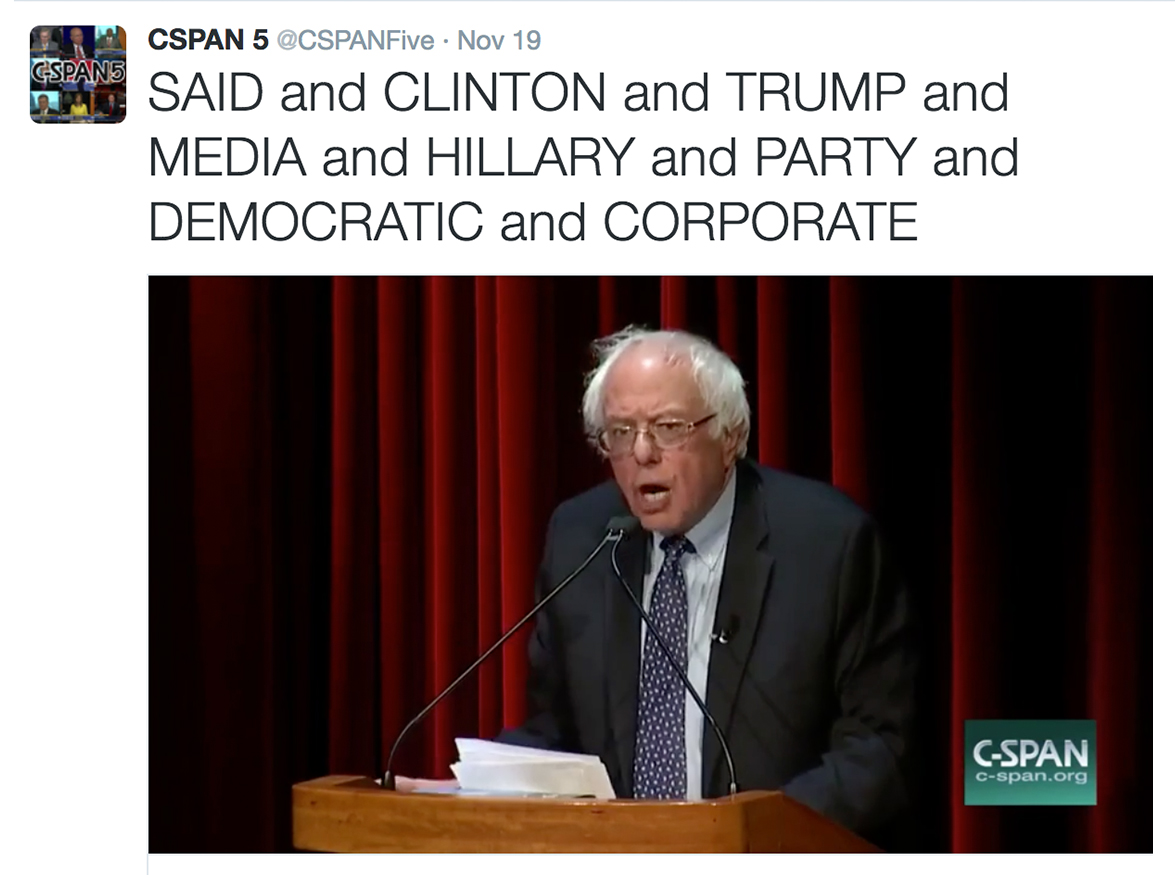 CSPAN 5 @CSPANFive · Nov 19
C-SPAN5
SAID and CLINTON and TRUMP and
MEDIA and HILLARY and PARTY and
DEMOCRATIC and CORPORATE
C-SPAN
c-span.org